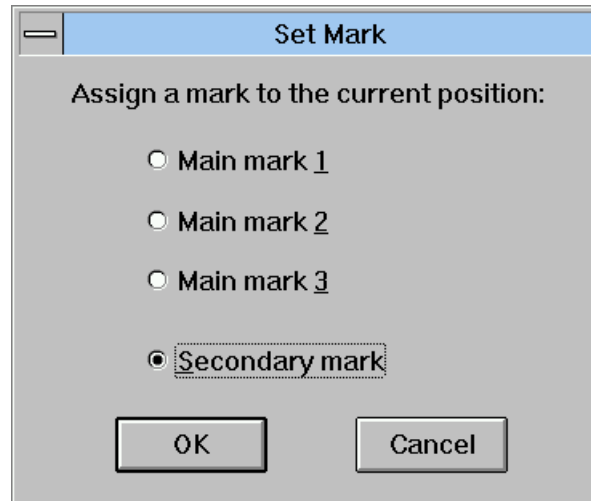 Set Mark
Assign a mark to the current position:
Main mark 1
Main mark 2
Main mark 3
Secondary mark
OK Cancel